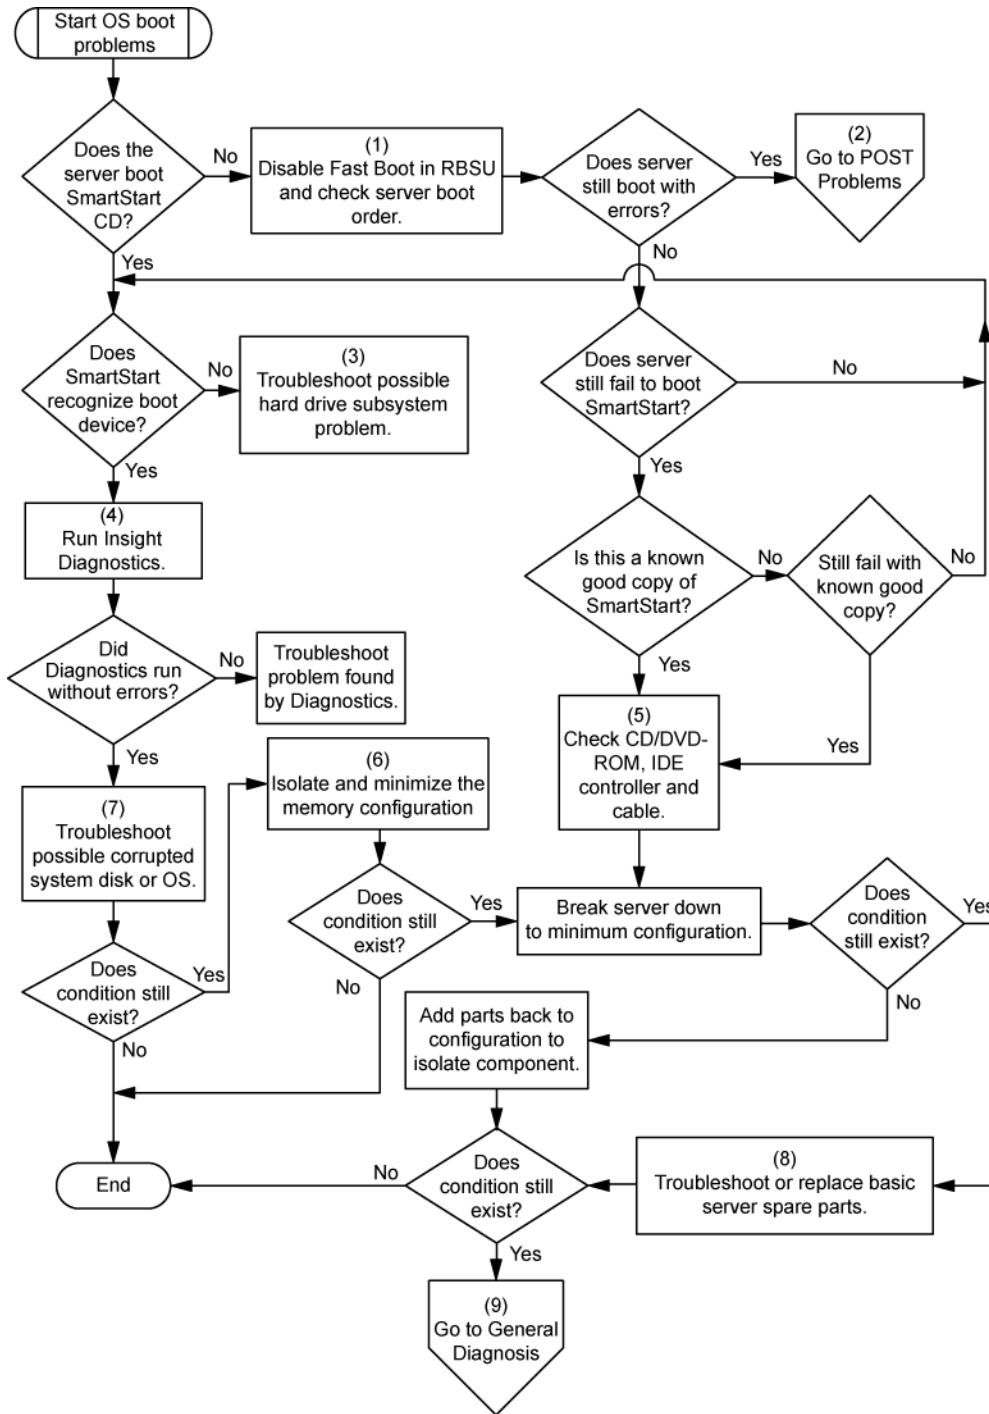 Start OS boot
problems
Does the
server boot
SmartStart
CD?
No
(1)
Disable Fast Boot in RBSU
and check server boot
order.
Does server
still boot with
errors?
Yes
(2)
Go to POST
Problems
Yes
No
Does
SmartStart
recognize boot
device?
No
(3)
Troubleshoot possible
hard drive subsystem
problem.
Does server
still fail to boot
SmartStart?
No
Yes
Yes
(4)
Run Insight
Diagnostics.
Is this a known
good copy of
SmartStart?
No
Still fail with
known good
copy?
No
Did
Diagnostics run
without errors?
No
Troubleshoot
problem found
by Diagnostics.
Yes
Yes
Yes
(5)
Check CD/DVD-
ROM, IDE
controller and
cable.
(6)
Isolate and minimize the
memory configuration
(7)
Troubleshoot
possible corrupted
system disk or OS.
Does
condition still
exist?
Yes
Break server down
to minimum configuration.
Does
condition still
exist?
Yes
Does
condition still
exist?
Yes
No
No
No
Add parts back to
configuration to
isolate component.
End
No
Does
condition still
exist?
(8)
Troubleshoot or replace basic
server spare parts.
Yes
(9)
Go to General
Diagnosis